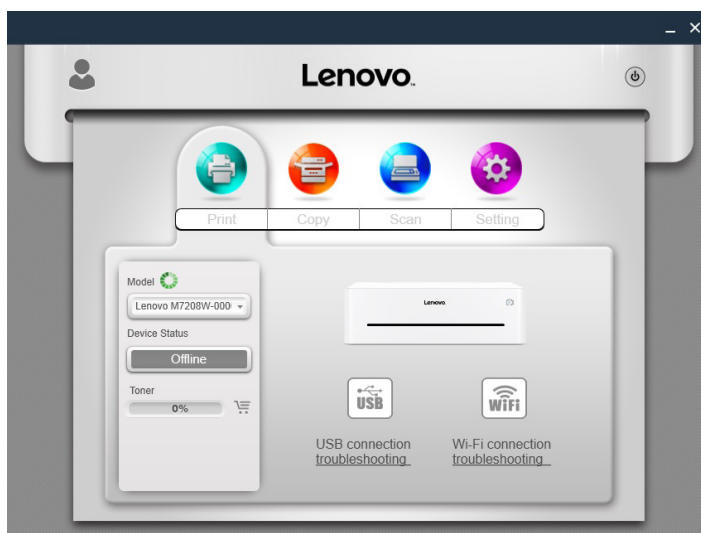 Lenovo
Print Copy Scan Setting
Model
Lenovo M7208W-000
Device Status
Offline
Toner
0%
Lenovo
USB
WiFi
USB connection
troubleshooting
Wi-Fi connection
troubleshooting